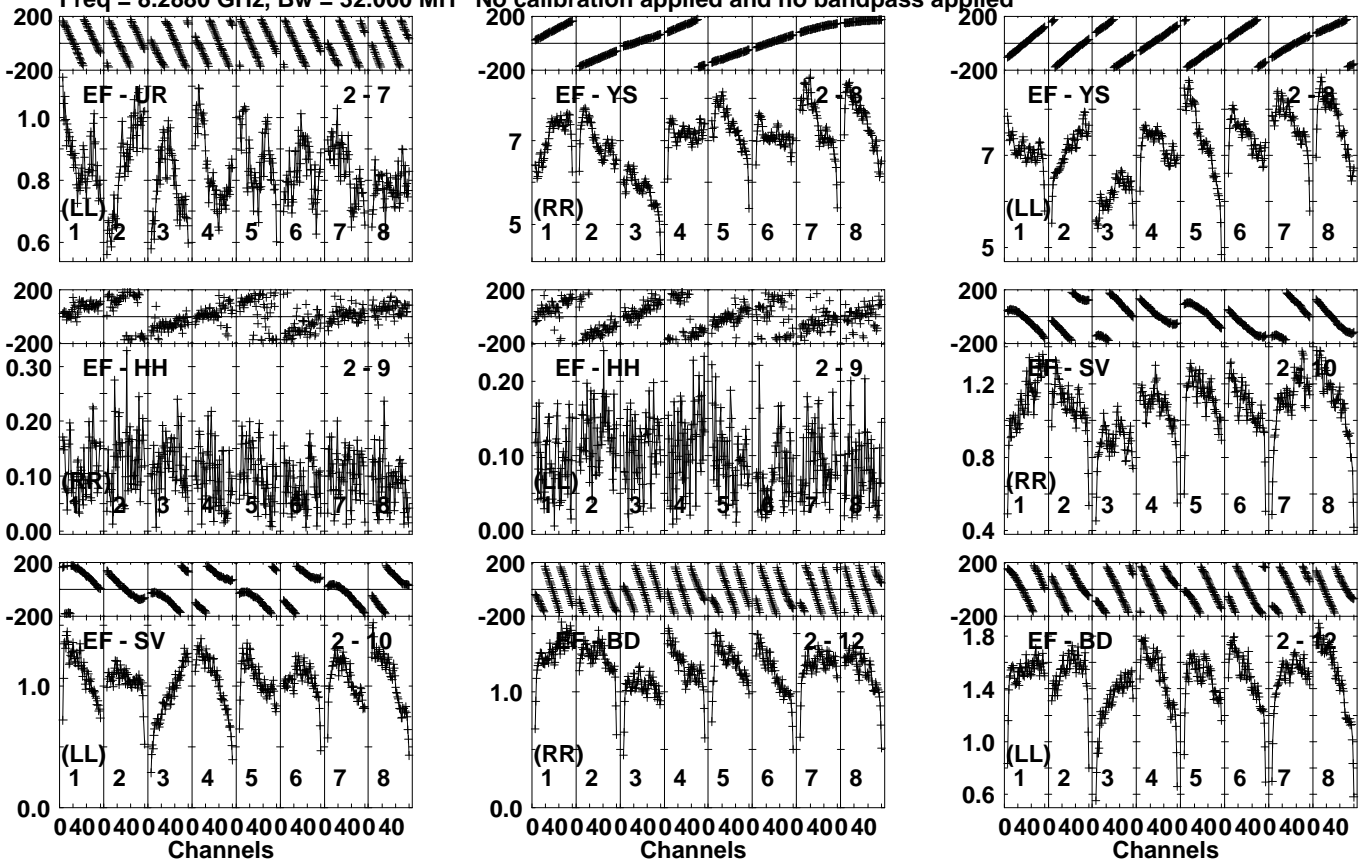 Freq = 8.2880 GHz, Bw = 32.000 MH No calibration applied and no bandpass applied
200 200 200
-200 -200 -200
EF - UR 2 - 7 EF - YS 2 - 8 EF - YS 2 - 8
1.0 7 7
0.8
(LL) (RR) (LL)
0.6 5 5
1 2 3 4 5 6 7 8 1 2 3 4 5 6 7 8 1 2 3 4 5 6 7 8
200 200 200
-200 -200 -200
EF - HH 2 - 9 EF - HH 2 - 9 EF - SV 2 - 10
0.30 0.20 1.2
0.20
0.10 0.10 0.8
(RR) (LL) (RR)
1 2 3 4 5 6 7 8 1 2 3 4 5 6 7 8 1 2 3 4 5 6 7 8
0.00 0.00 0.4
200 200 200
-200 -200 -200
EF - SV 2 - 10 EF - BD 2 - 12 EF - BD 2 - 12
1.8
1.0 1.0 1.4
1.0
(LL) (RR) (LL)
1 2 3 4 5 6 7 8 1 2 3 4 5 6 7 8 1 2 3 4 5 6 7 8
0.0 0.0 0.6
0 40 0 40 0 40 0 40 0 40 0 40 0 40 0 40 0 40 0 40 0 40 0 40 0 40 0 40 0 40 0 40 0 40 0 40 0 40 0 40 0 40 0 40 0 40 0 40
Channels Channels Channels